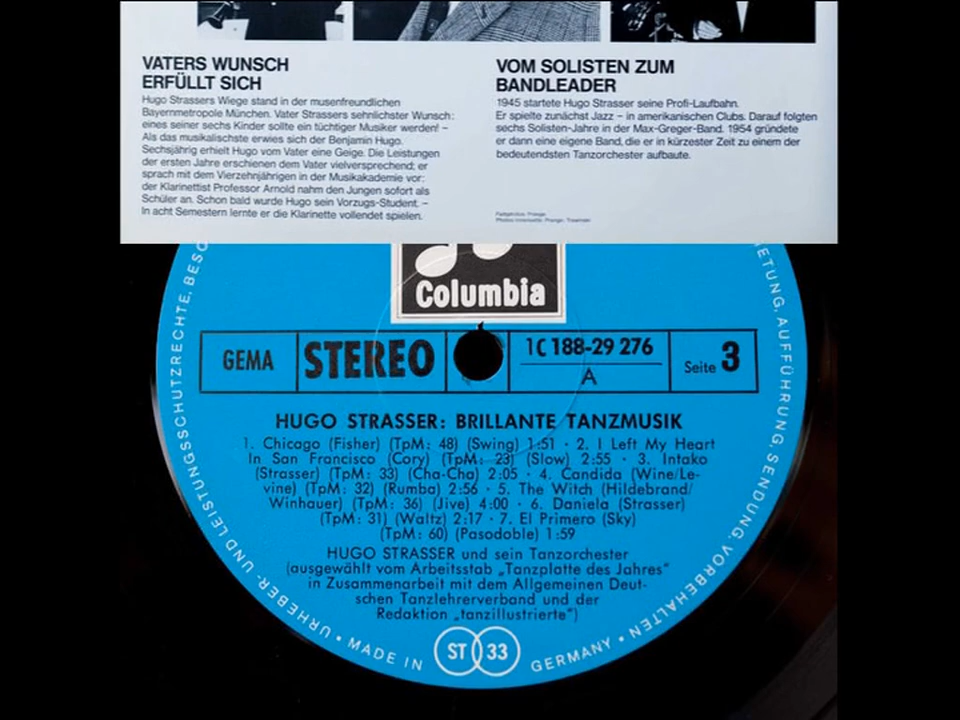 VATERS WUNSCH
ERFÜLLT SICH
Hugo Strassers Wiege stand in der musenfreundlichen
Bayernmetropole München. Vater Strassers sehnlichster Wunsch:
eines seiner sechs Kinder sollte ein tüchtiger Musiker werden! –
Als das musikalischste erwies sich der Benjamin Hugo.
Sechsjährig erhielt Hugo vom Vater eine Geige. Die Leistungen
der ersten Jahre erschienen dem Vater vielversprechend; er
sprach mit dem Vierzehnjährigen in der Musikakademie vor:
der Klarinettist Professor Arnold nahm den Jungen sofort als
Schüler an. Schon bald wurde Hugo sein Vorzugs-Student. –
In acht Semestern lernte er die Klarinette vollendet spielen.
VOM SOLISTEN ZUM
BANDLEADER
1945 startete Hugo Strasser seine Profi-Laufbahn.
Er spielte zunächst Jazz – in amerikanischen Clubs. Darauf folgten
sechs Solisten-Jahre in der Max-Greger-Band. 1954 gründete
er dann eine eigene Band, die er in kürzester Zeit zu einem der
bedeutendsten Tanzorchester aufbaute.
Columbia
GEMA
STEREO
1C 188-29 276
A
Seite 3
HUGO STRASSER: BRILLANTE TANZMUSIK
1. Chicago (Fisher) (TpM: 48) (Swing) 1:51 · 2. I Left My Heart
In San Francisco (Cory) (TpM: 23) (Slow) 2:55 · 3. Intako
(Strasser) (TpM: 33) (Cha-Cha) 2:05 · 4. Candida (Wine/Le-
vine) (TpM: 32) (Rumba) 2:56 · 5. The Witch (Hildebrand/
Winhauer) (TpM: 36) (Jive) 4:00 · 6. Daniela (Strasser)
(TpM: 31) (Waltz) 2:17 · 7. El Primero (Sky)
(TpM: 60) (Pasodoble) 1:59
HUGO STRASSER und sein Tanzorchester
(ausgewählt vom Arbeitsstab „Tanzplatte des Jahres“
in Zusammenarbeit mit dem Allgemeinen Deut-
schen Tanzlehrerverband und der
Redaktion „tanzillustrierte“)
ST 33
URHEBER- UND LEISTUNGSSCHUTZRECHTE, BESO
IETUNG, AUFFÜHRUNG, SENDUNG, VORBEHALTEN
• MADE IN GERMANY •